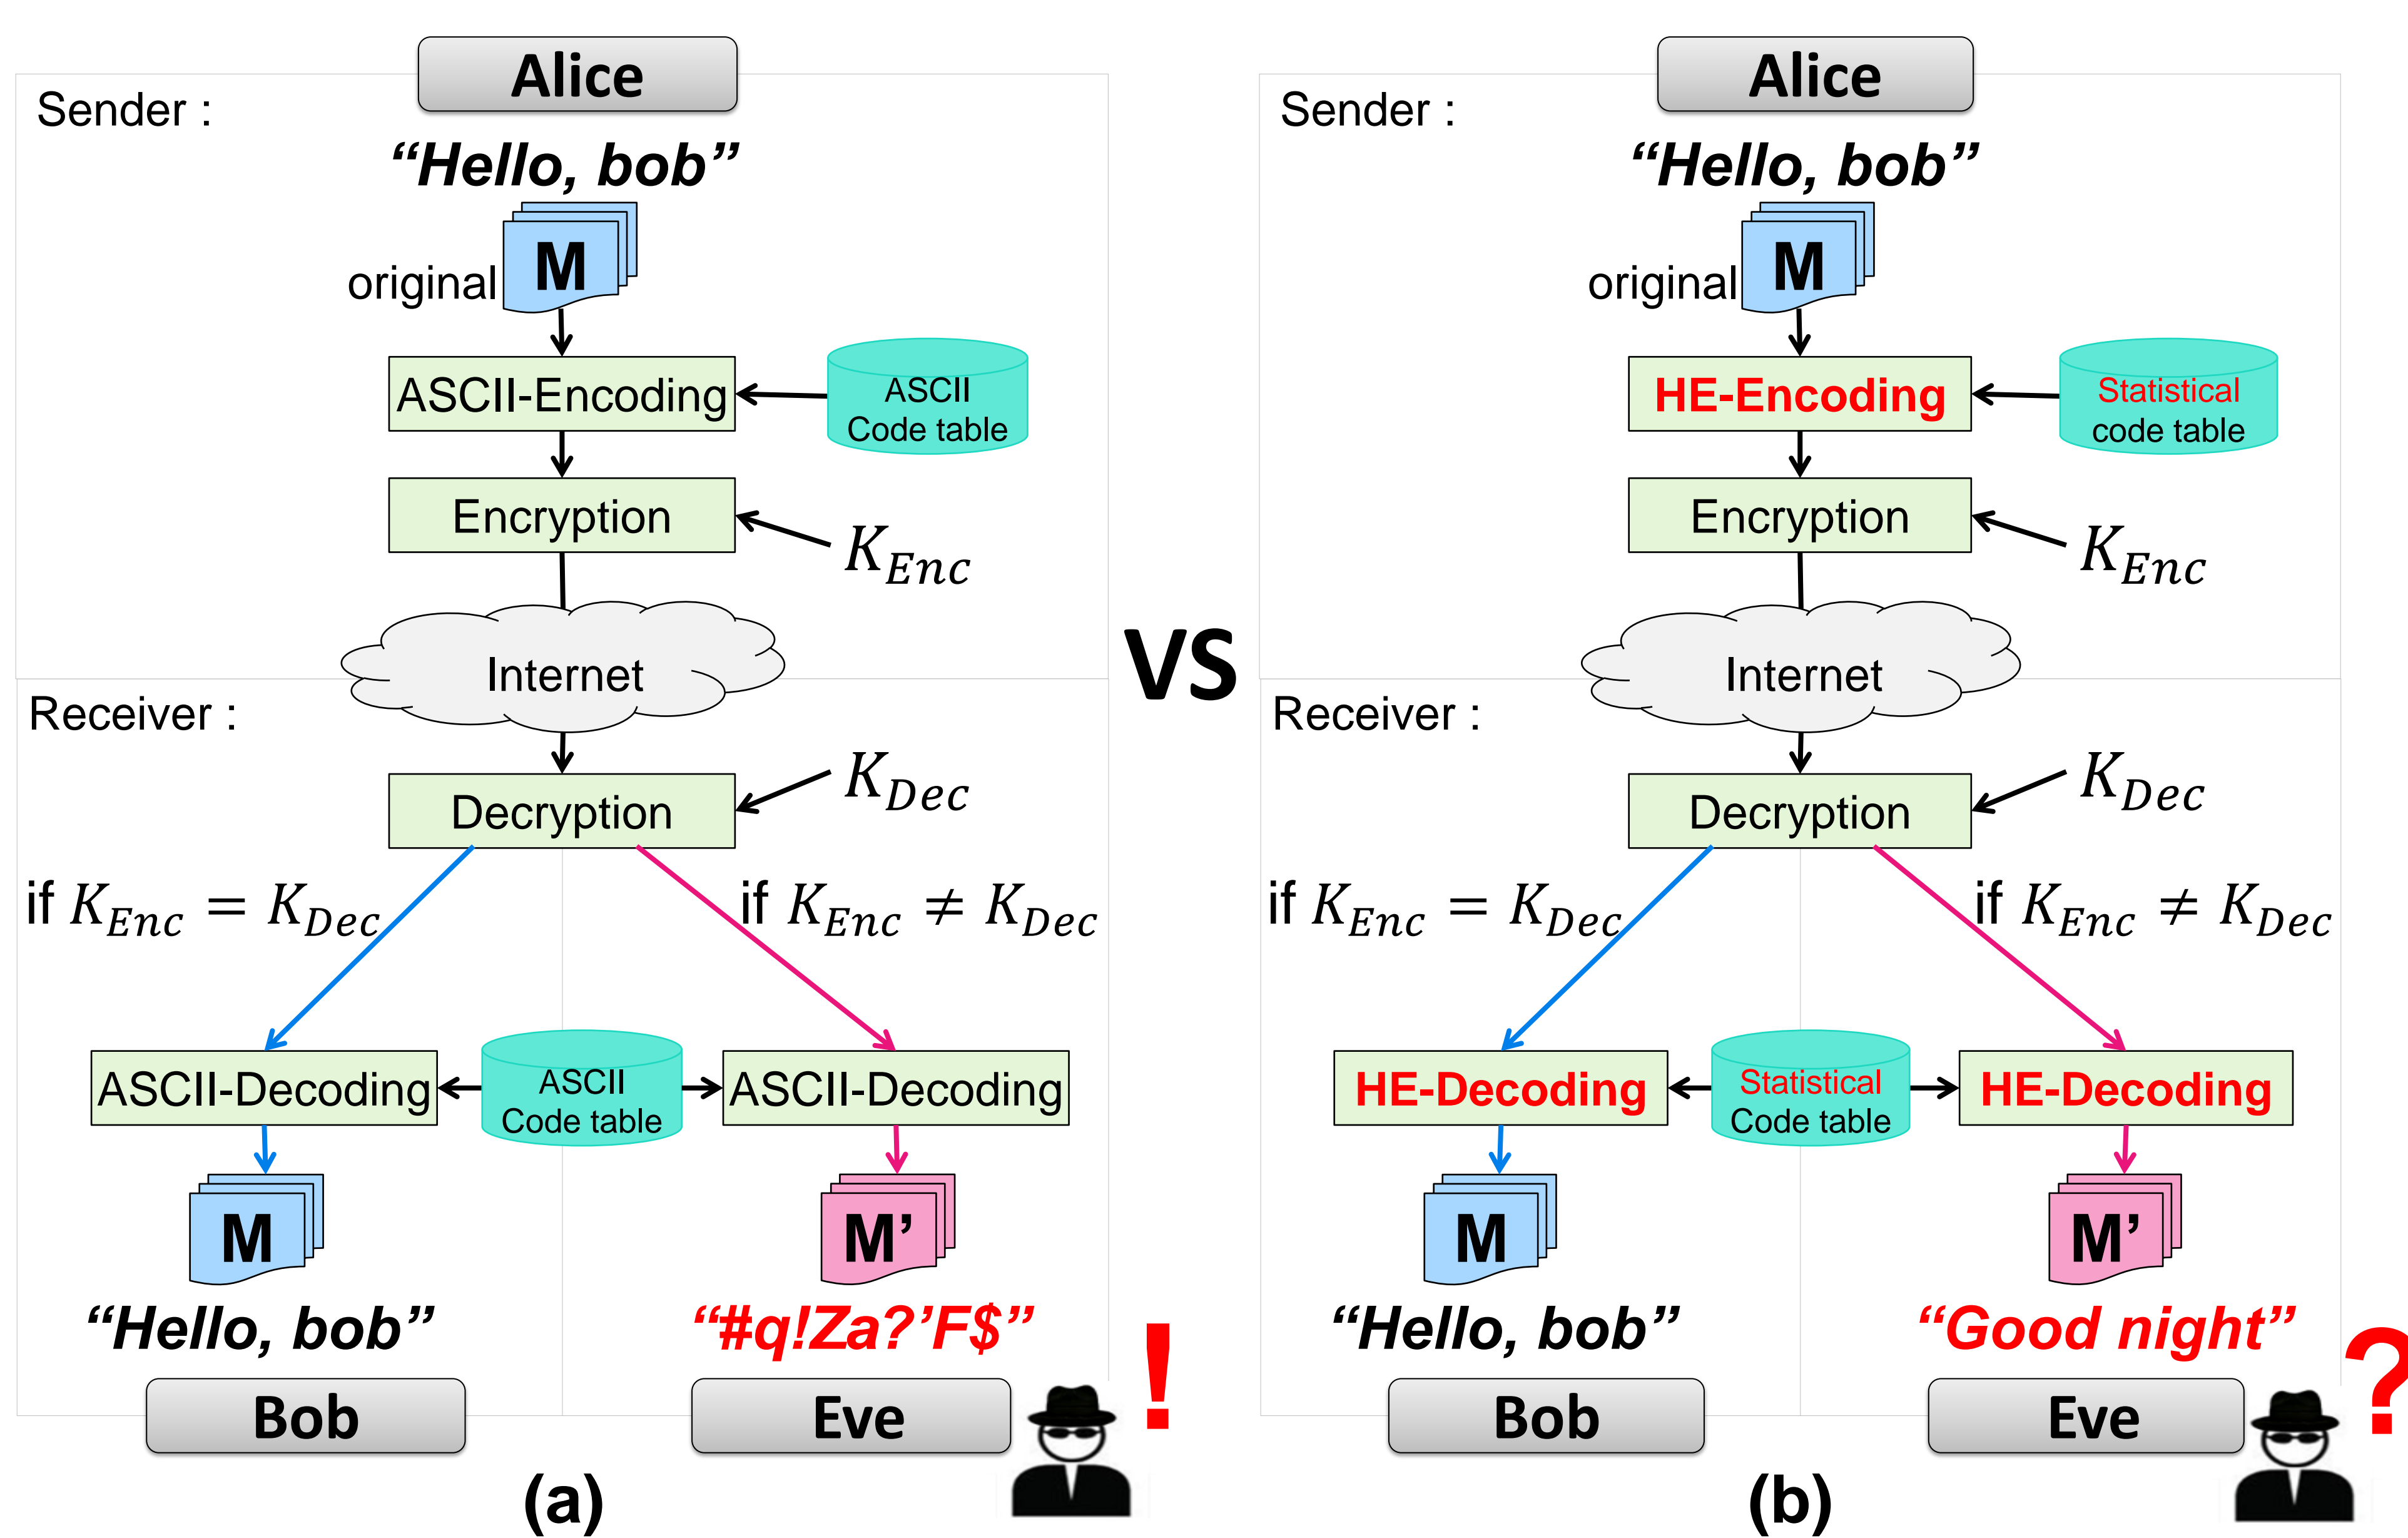 Alice
Sender :
“Hello, bob”
M
original
ASCII-Encoding
ASCII
Code table
Encryption
K_Enc
Internet
Receiver :
Decryption
K_Dec
if K_Enc = K_Dec
if K_Enc ≠ K_Dec
ASCII-Decoding
ASCII
Code table
ASCII-Decoding
M
M’
“Hello, bob”
“#q!Za?’F$”
!
Bob
Eve
(a)
VS
Alice
Sender :
“Hello, bob”
M
original
HE-Encoding
Statistical
code table
Encryption
K_Enc
Internet
Receiver :
Decryption
K_Dec
if K_Enc = K_Dec
if K_Enc ≠ K_Dec
HE-Decoding
Statistical
Code table
HE-Decoding
M
M’
“Hello, bob”
“Good night”
?
Bob
Eve
(b)